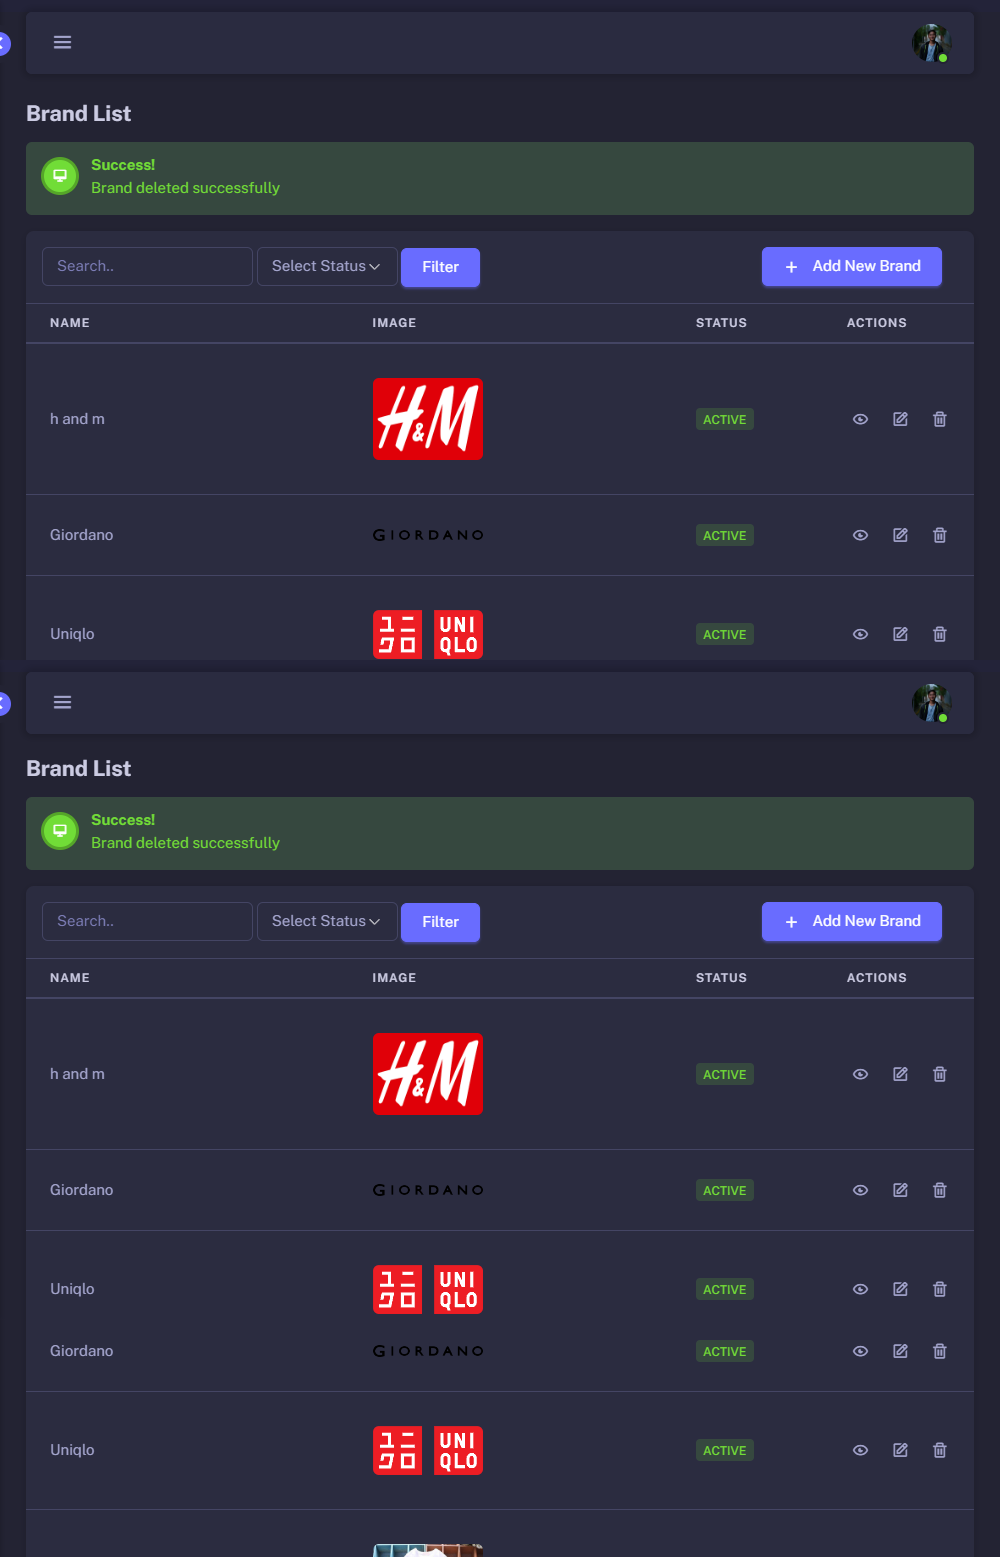 Brand List
Success!
Brand deleted successfully
Search.. Select Status Filter + Add New Brand
NAME IMAGE STATUS ACTIONS
h and m H&M ACTIVE
Giordano GIORDANO ACTIVE
Uniqlo ユニ UNI ACTIVE
クロ QLO
Brand List
Success!
Brand deleted successfully
Search.. Select Status Filter + Add New Brand
NAME IMAGE STATUS ACTIONS
h and m H&M ACTIVE
Giordano GIORDANO ACTIVE
Uniqlo ユニ UNI ACTIVE
クロ QLO
Giordano GIORDANO ACTIVE
Uniqlo ユニ UNI ACTIVE
クロ QLO